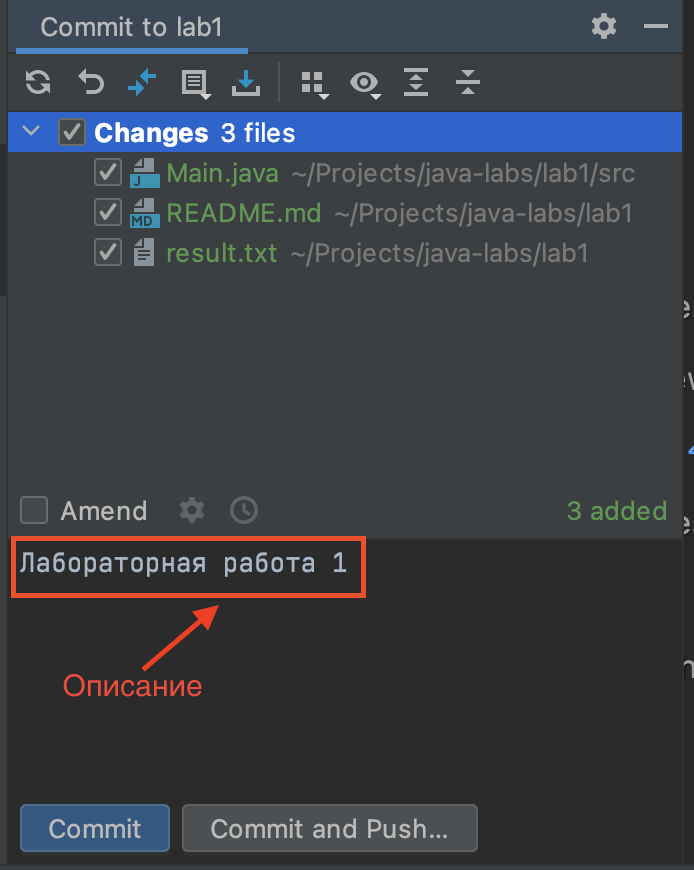 Commit to lab1
Changes 3 files
J Main.java ~/Projects/java-labs/lab1/src
MD README.md ~/Projects/java-labs/lab1
result.txt ~/Projects/java-labs/lab1
Amend 3 added
Лабораторная работа 1
Описание
Commit Commit and Push...